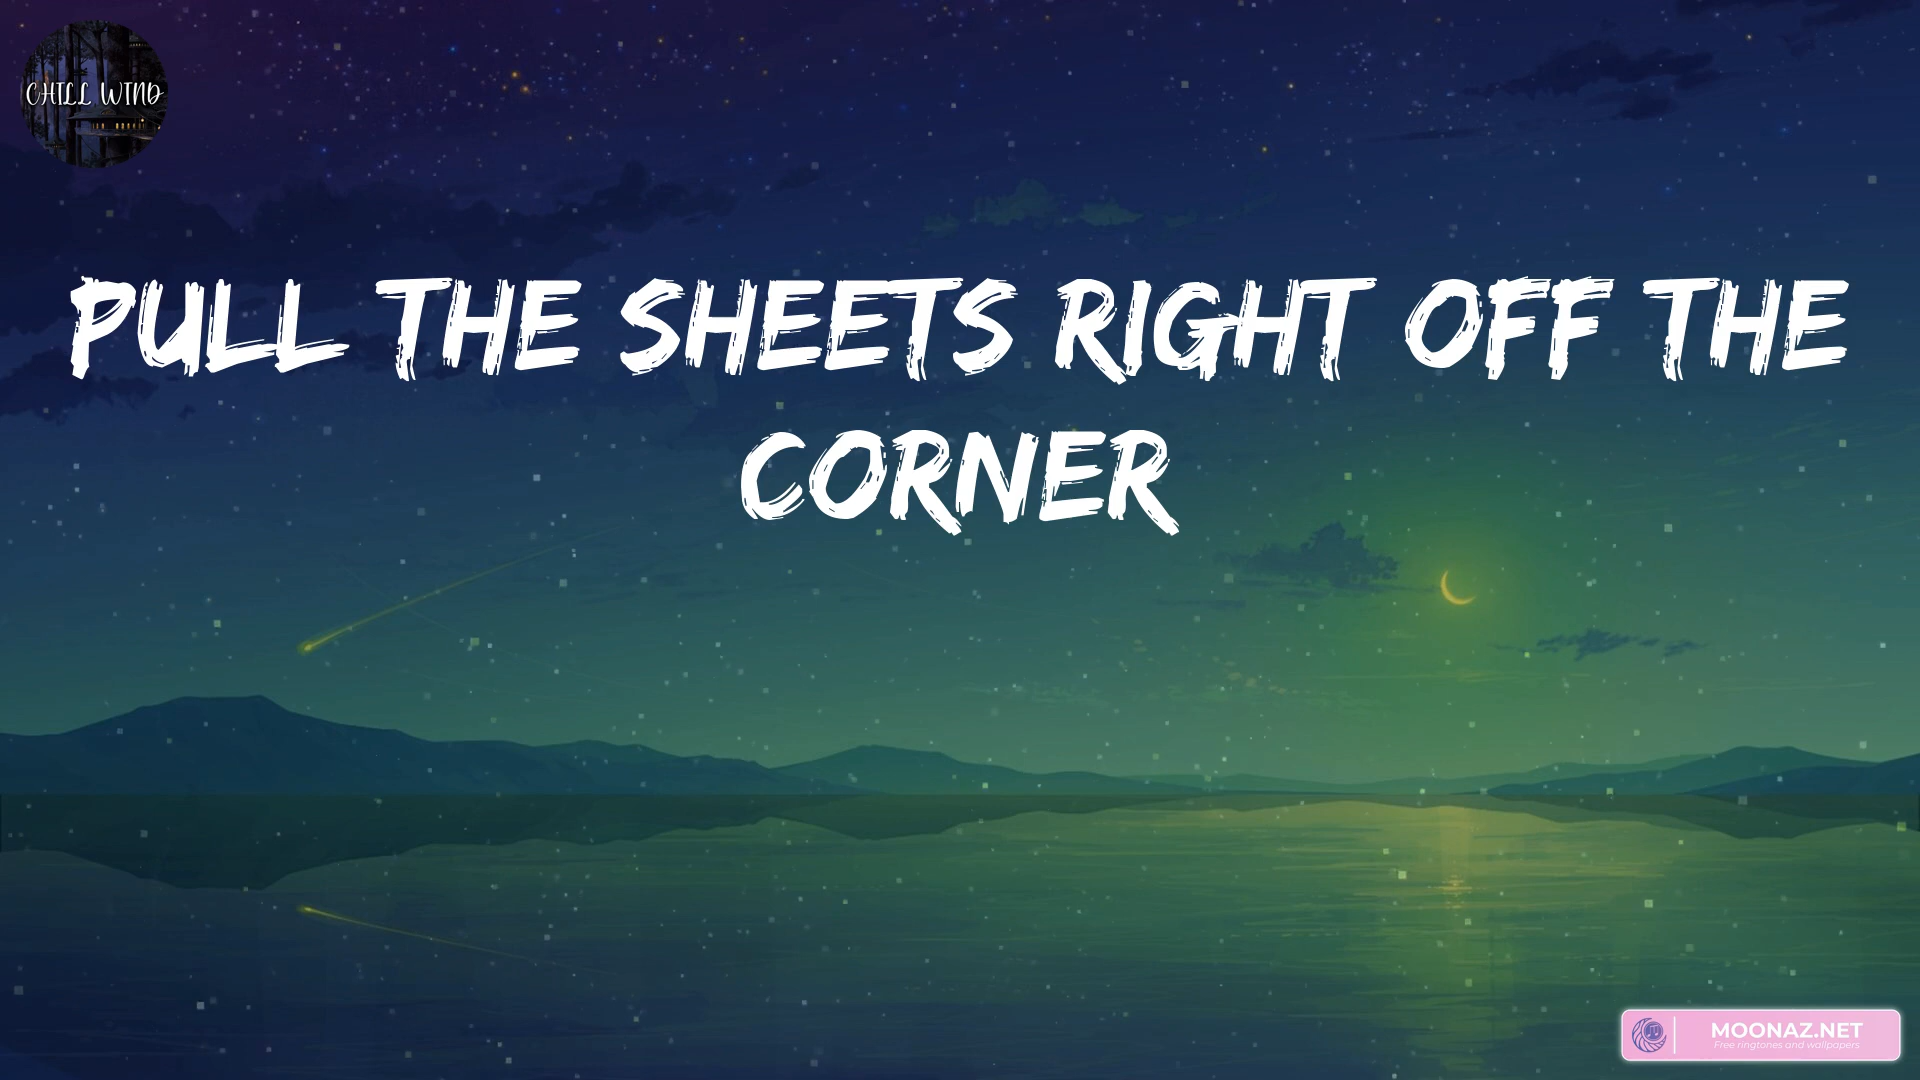 CHILL WIND
PULL THE SHEETS RIGHT OFF THE
CORNER
MOONAZ.NET
Free ringtones and wallpapers